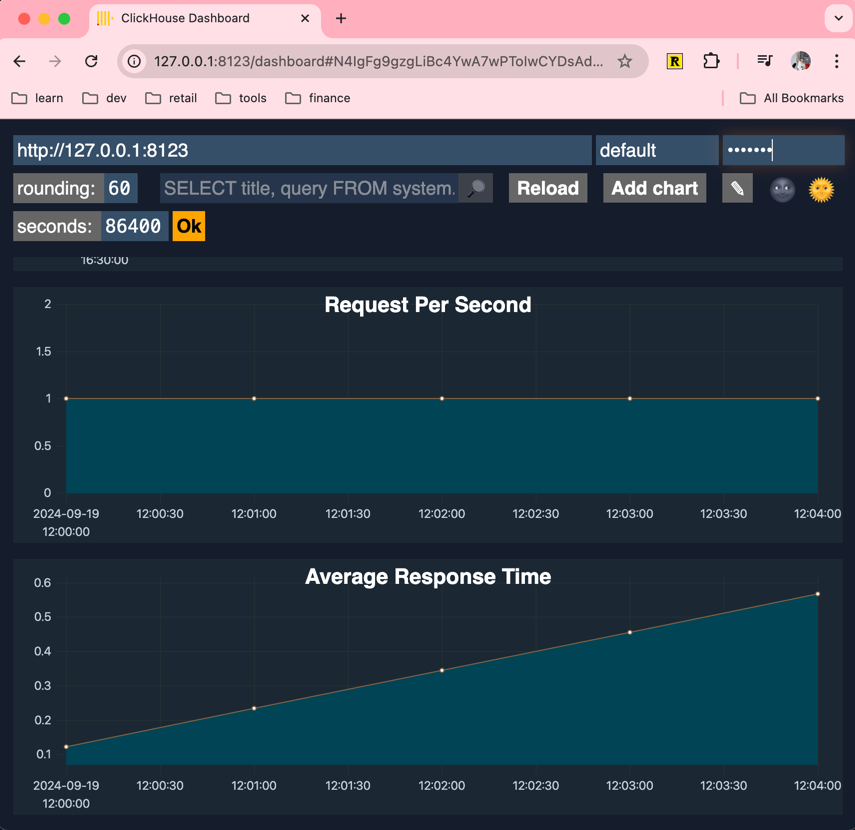 ClickHouse Dashboard
127.0.0.1:8123/dashboard#N4IgFg9gzgLiBc4YwA7wPToIwCYDsAd...
learn dev retail tools finance All Bookmarks
http://127.0.0.1:8123 default •••••••
rounding: 60 SELECT title, query FROM system. Reload Add chart
seconds: 86400 Ok
16:30:00
Request Per Second
2
1.5
1
0.5
0
2024-09-19 12:00:30 12:01:00 12:01:30 12:02:00 12:02:30 12:03:00 12:03:30 12:04:00
12:00:00
Average Response Time
0.6
0.5
0.4
0.3
0.2
0.1
2024-09-19 12:00:30 12:01:00 12:01:30 12:02:00 12:02:30 12:03:00 12:03:30 12:04:00
12:00:00